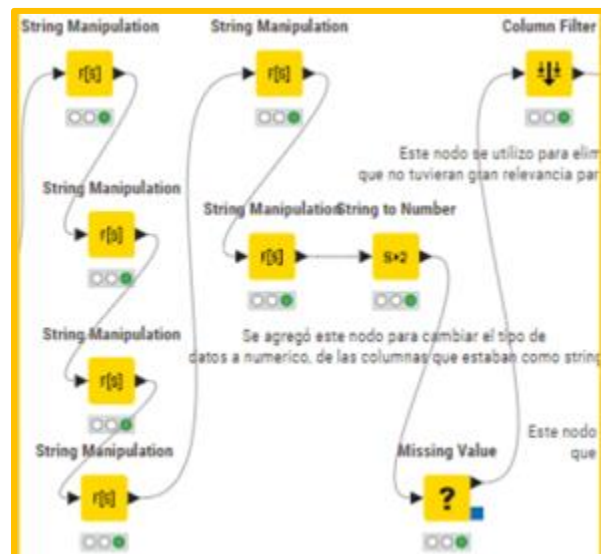 String Manipulation
String Manipulation
Column Filter
r[s]
r[s]
Este nodo se utilizo para elim
que no tuvieran gran relevancia par
String Manipulation
r[s]
String Manipulation
String to Number
r[s]
S▸2
Se agregó este nodo para cambiar el tipo de
datos a numerico, de las columnas que estaban como string
String Manipulation
r[s]
String Manipulation
r[s]
Missing Value
?
Este nodo
que